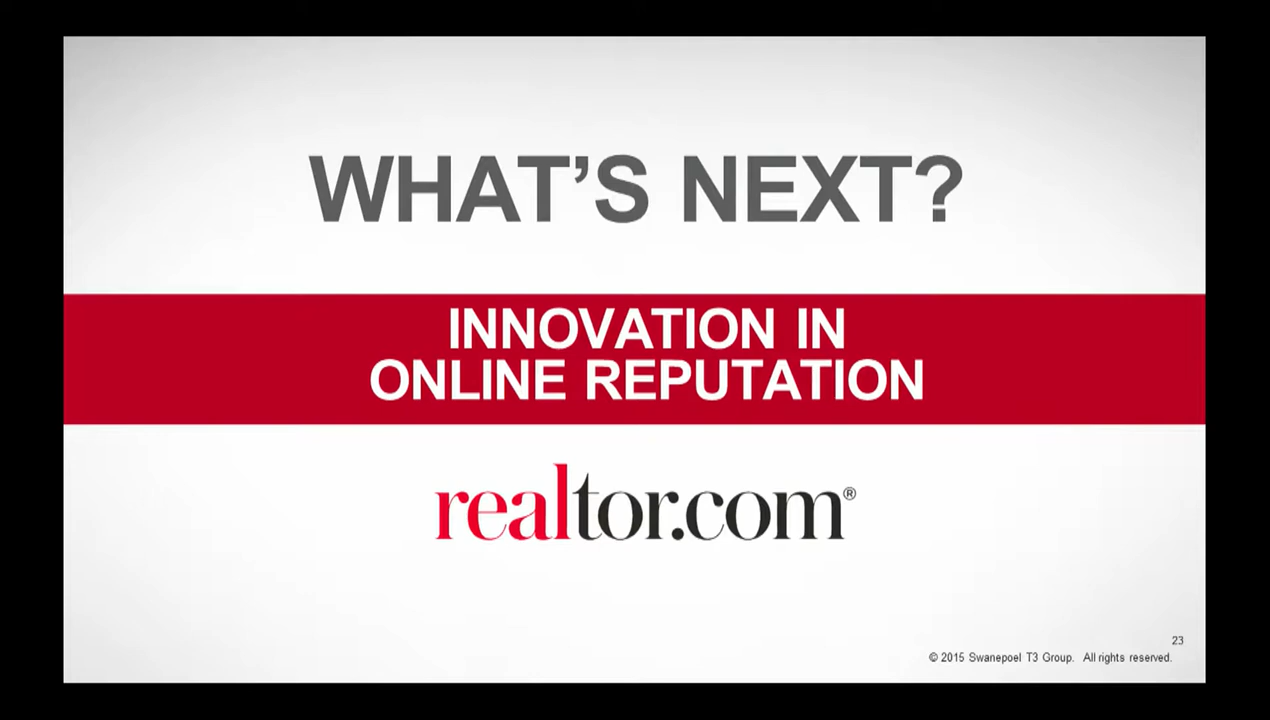 WHAT’S NEXT?
INNOVATION IN
ONLINE REPUTATION
realtor.com®
23
© 2015 Swanepoel T3 Group. All rights reserved.